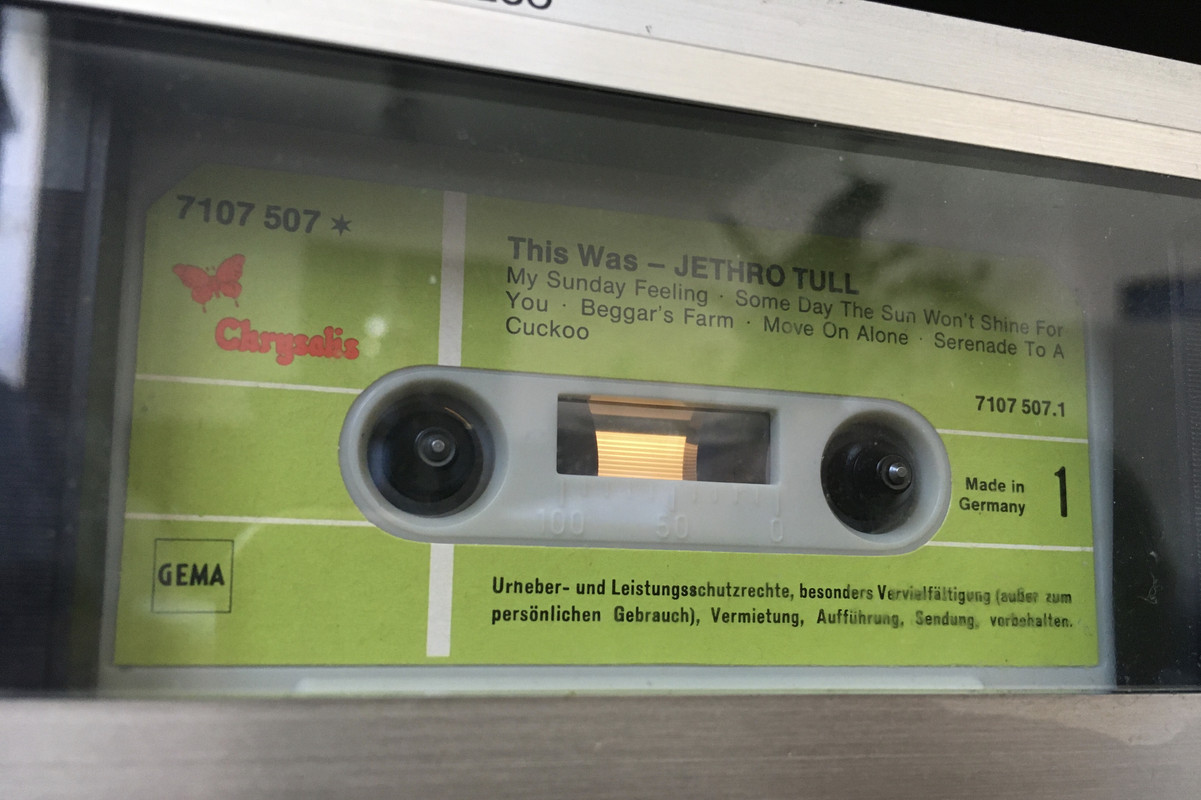 7107 507 ✶
Chrysalis
This Was – JETHRO TULL
My Sunday Feeling · Some Day The Sun Won't Shine For
You · Beggar's Farm · Move On Alone · Serenade To A
Cuckoo
7107 507.1
Made in
Germany
1
100 50 0
GEMA
Urheber- und Leistungsschutzrechte, besonders Vervielfältigung (außer zum
persönlichen Gebrauch), Vermietung, Aufführung, Sendung, vorbehalten.